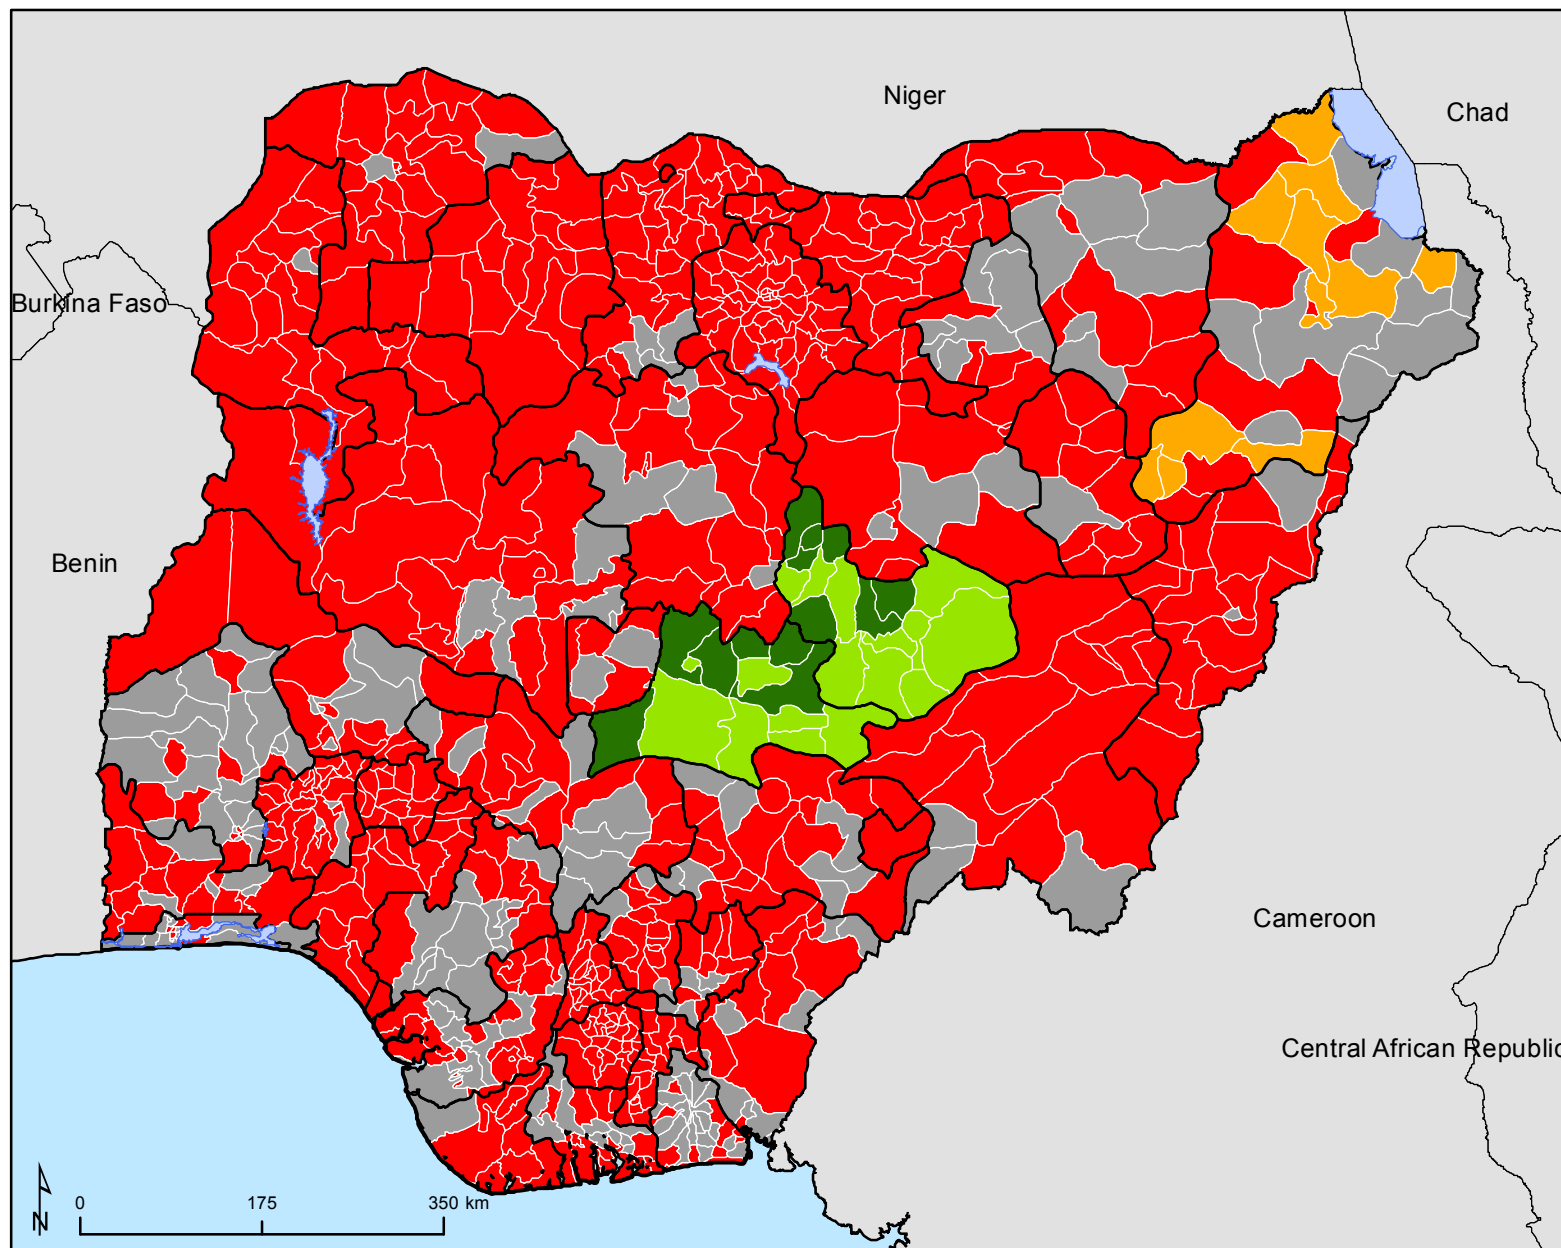 Niger
Chad
Burkina Faso
Benin
Cameroon
Central African Republic
0 175 350 km
N